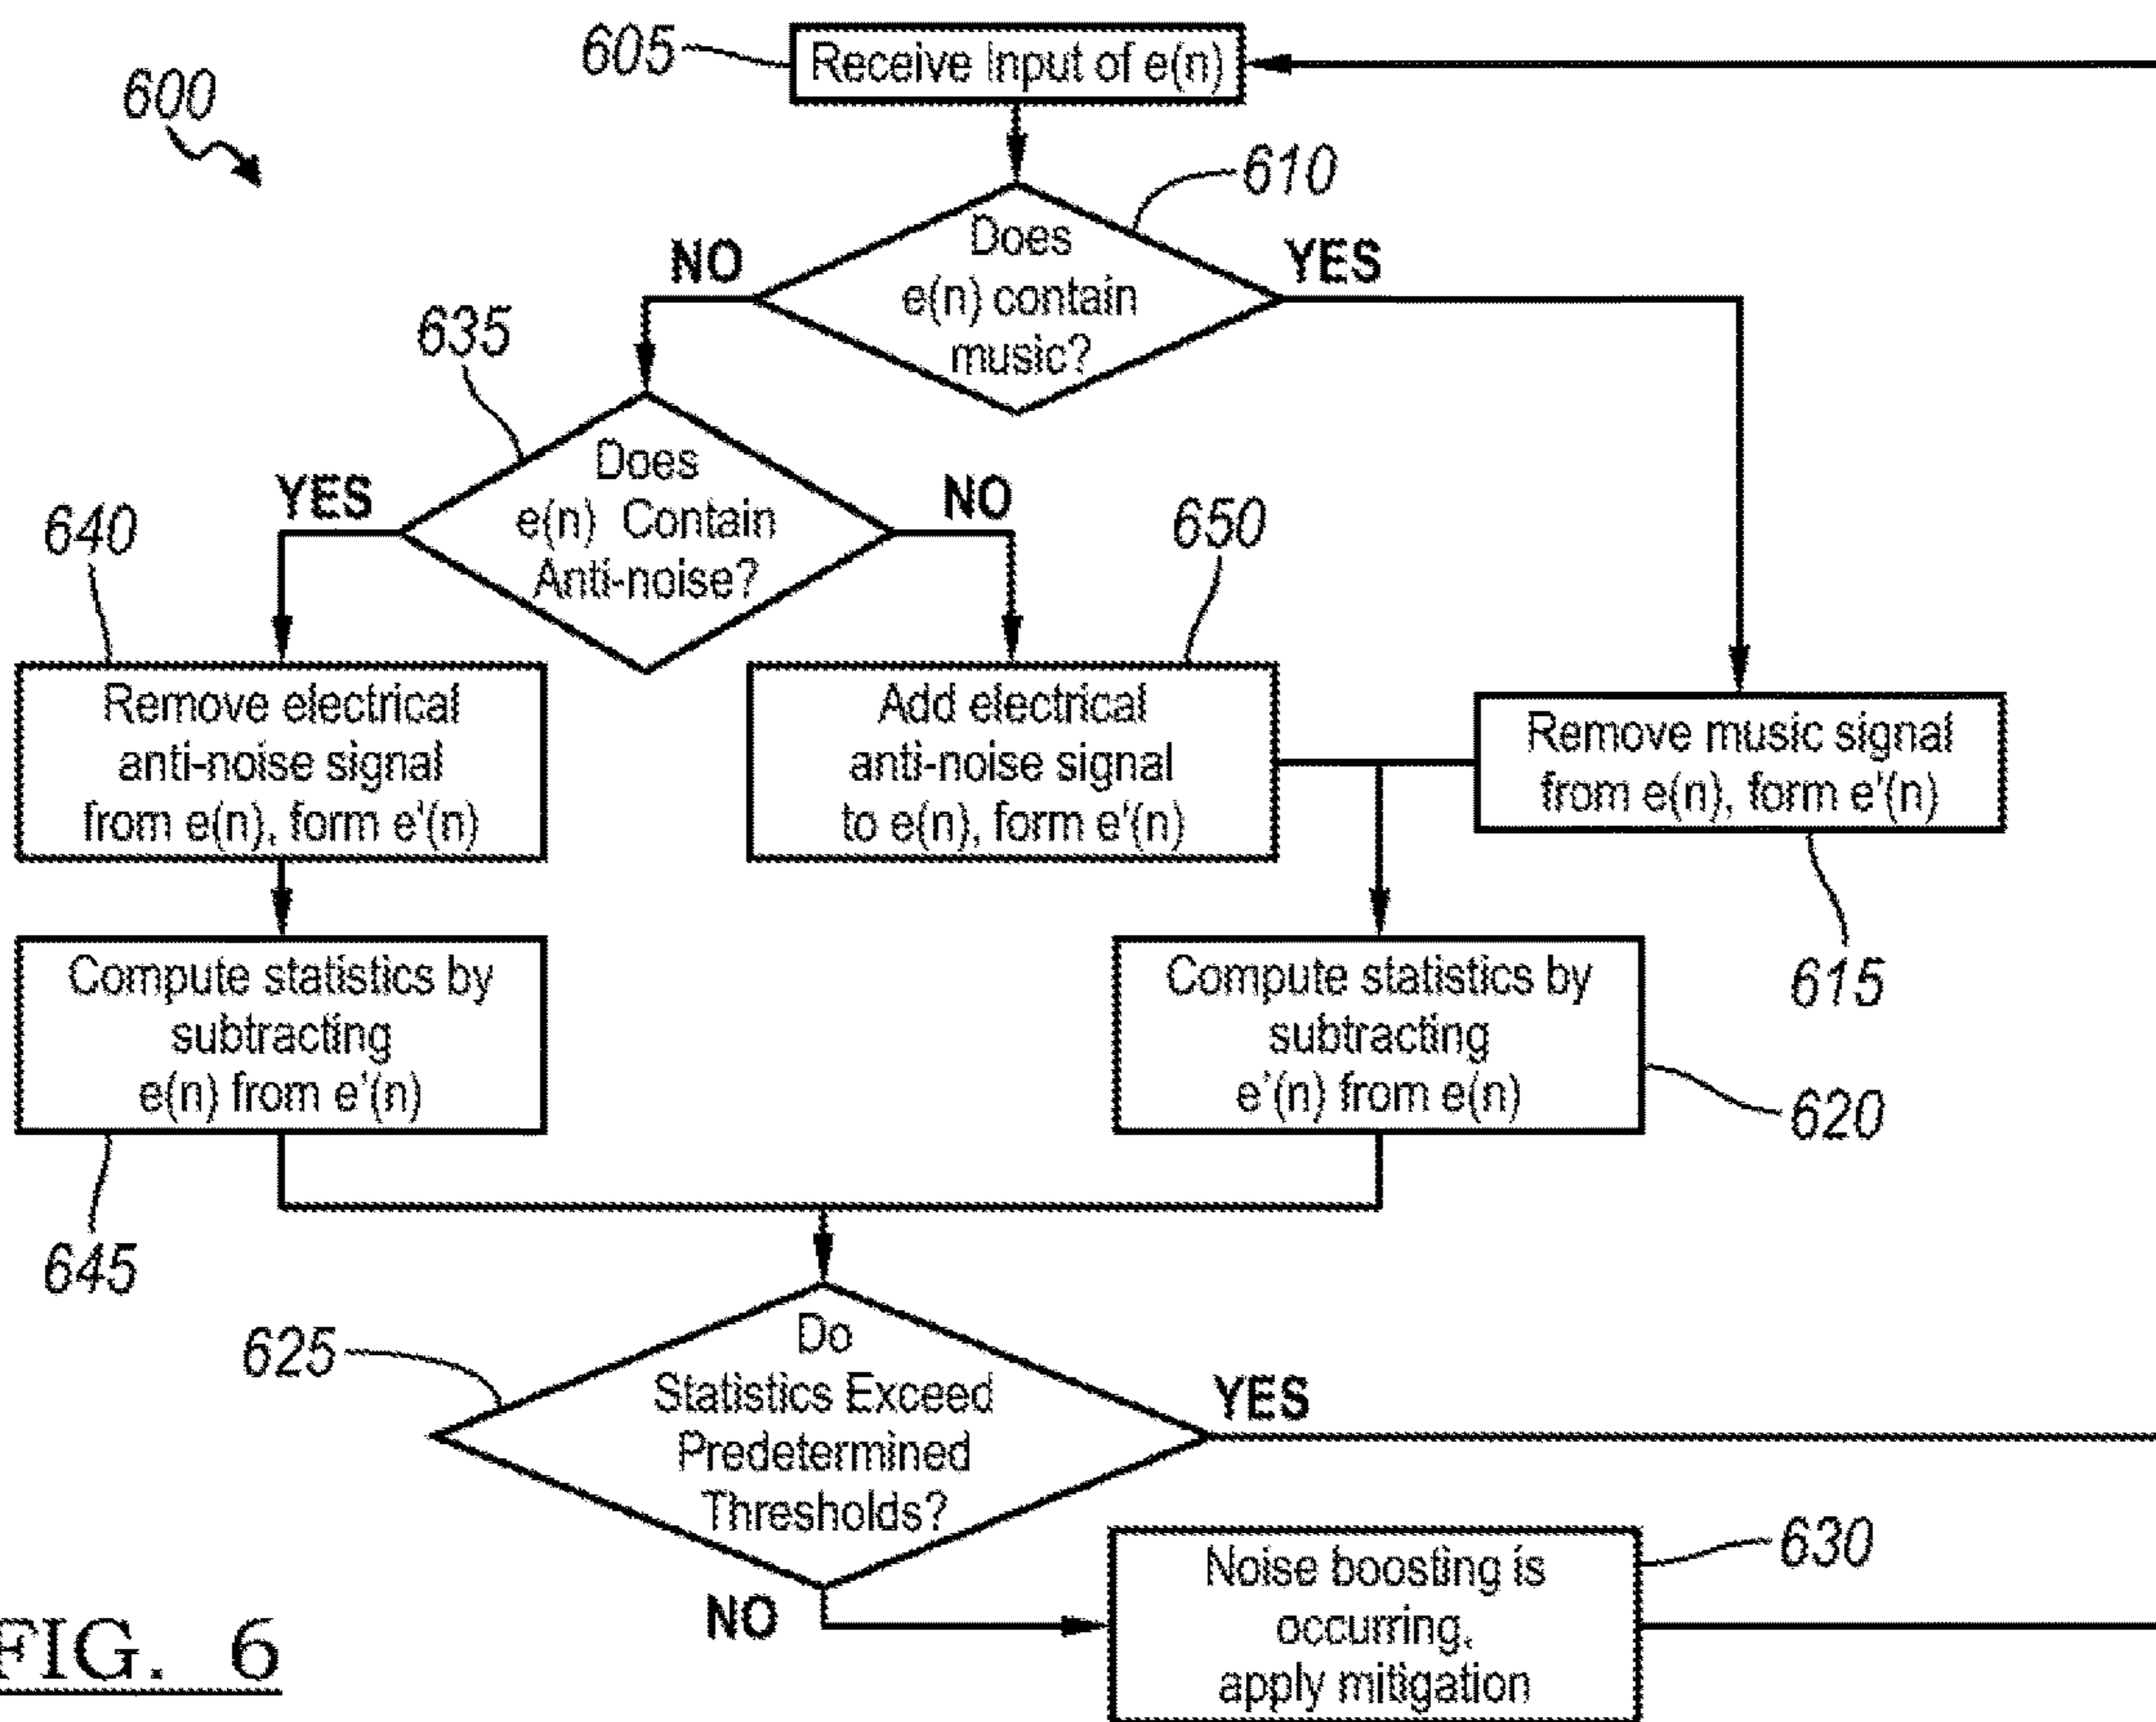 605
Receive Input of e(n)
600
610
Does
e(n) contain
music?
NO
YES
635
Does
e(n) Contain
Anti-noise?
YES
NO
640
650
Remove electrical
anti-noise signal
from e(n), form e'(n)
Add electrical
anti-noise signal
to e(n), form e'(n)
Remove music signal
from e(n), form e'(n)
615
Compute statistics by
subtracting
e(n) from e'(n)
645
Compute statistics by
subtracting
e'(n) from e(n)
620
625
Do
Statistics Exceed
Predetermined
Thresholds?
YES
NO
Noise boosting is
occurring,
apply mitigation
630
FIG. 6